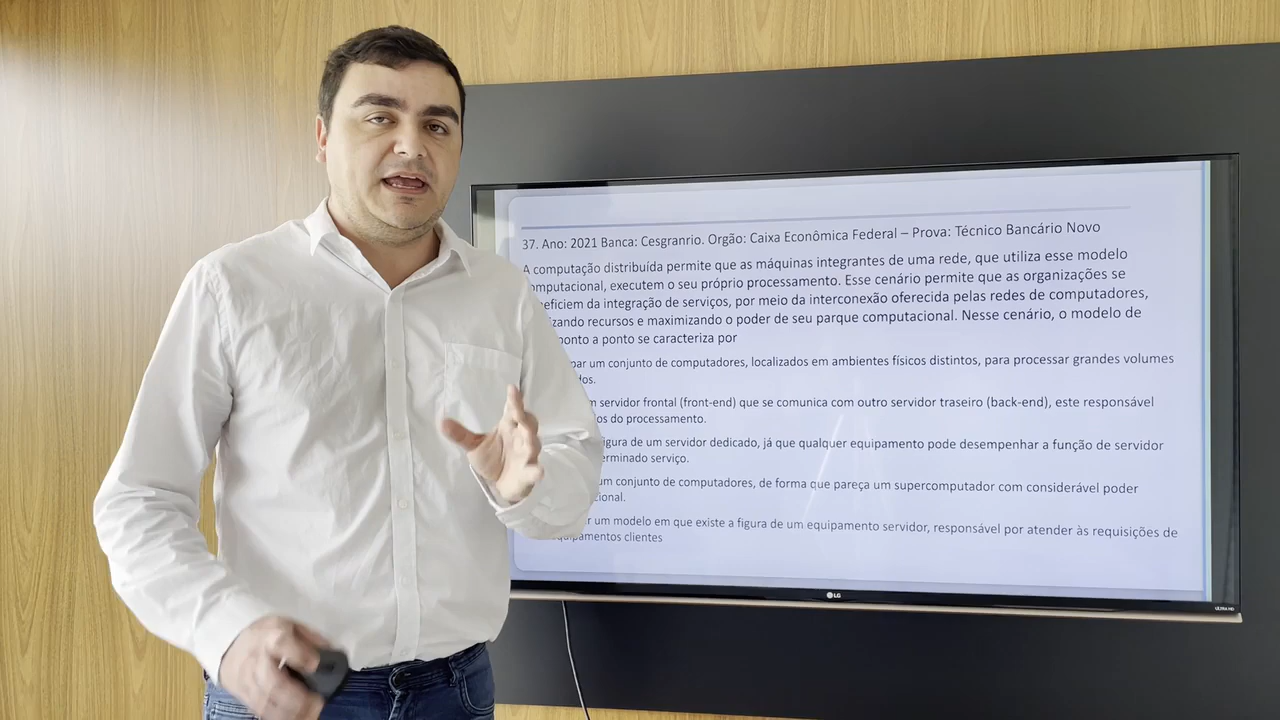 37. Ano: 2021 Banca: Cesgranrio. Orgão: Caixa Econômica Federal – Prova: Técnico Bancário Novo
A computação distribuída permite que as máquinas integrantes de uma rede, que utiliza esse modelo
computacional, executem o seu próprio processamento. Esse cenário permite que as organizações se
beneficiem da integração de serviços, por meio da interconexão oferecida pelas redes de computadores,
recursos e maximizando o poder de seu parque computacional. Nesse cenário, o modelo de
ponto a ponto se caracteriza por
um conjunto de computadores, localizados em ambientes físicos distintos, para processar grandes volumes
servidor frontal (front-end) que se comunica com outro servidor traseiro (back-end), este responsável
do processamento.
figura de um servidor dedicado, já que qualquer equipamento pode desempenhar a função de servidor
serviço.
um conjunto de computadores, de forma que pareça um supercomputador com considerável poder
um modelo em que existe a figura de um equipamento servidor, responsável por atender às requisições de
equipamentos clientes
LG
ULTRA HD